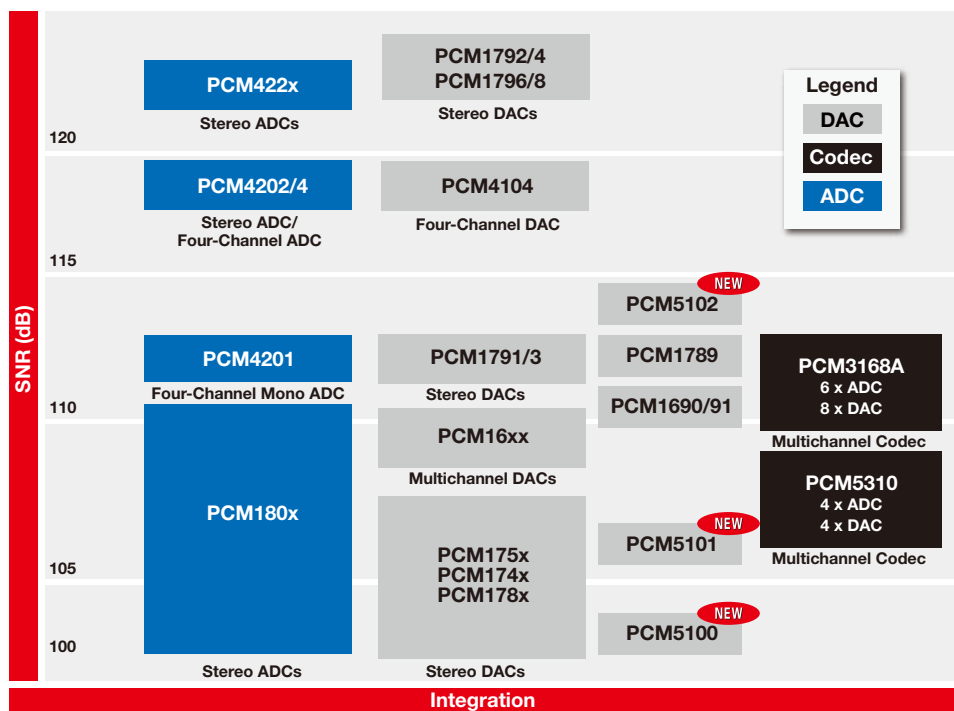 SNR (dB)
PCM422x
Stereo ADCs
PCM1792/4
PCM1796/8
Stereo DACs
Legend
DAC
Codec
ADC
120
PCM4202/4
Stereo ADC/
Four-Channel ADC
PCM4104
Four-Channel DAC
115
NEW
PCM5102
PCM4201
Four-Channel Mono ADC
PCM1791/3
Stereo DACs
PCM1789
PCM3168A
6 x ADC
8 x DAC
Multichannel Codec
110
PCM1690/91
PCM16xx
Multichannel DACs
PCM5310
4 x ADC
4 x DAC
Multichannel Codec
PCM180x
Stereo ADCs
NEW
PCM5101
105
PCM175x
PCM174x
PCM178x
Stereo DACs
NEW
PCM5100
100
Integration